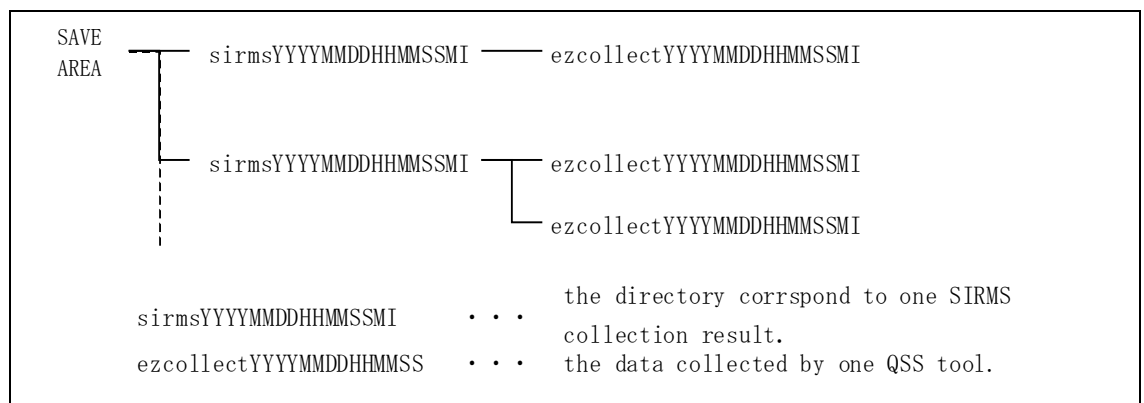 SAVE
AREA
sirmsYYYYMMDDHHMMSSMI ezcollectYYYYMMDDHHMMSSMI
sirmsYYYYMMDDHHMMSSMI ezcollectYYYYMMDDHHMMSSMI
ezcollectYYYYMMDDHHMMSSMI
sirmsYYYYMMDDHHMMSSMI ・・・ the directory corrspond to one SIRMS
collection result.
ezcollectYYYYMMDDHHMMSS ・・・ the data collected by one QSS tool.